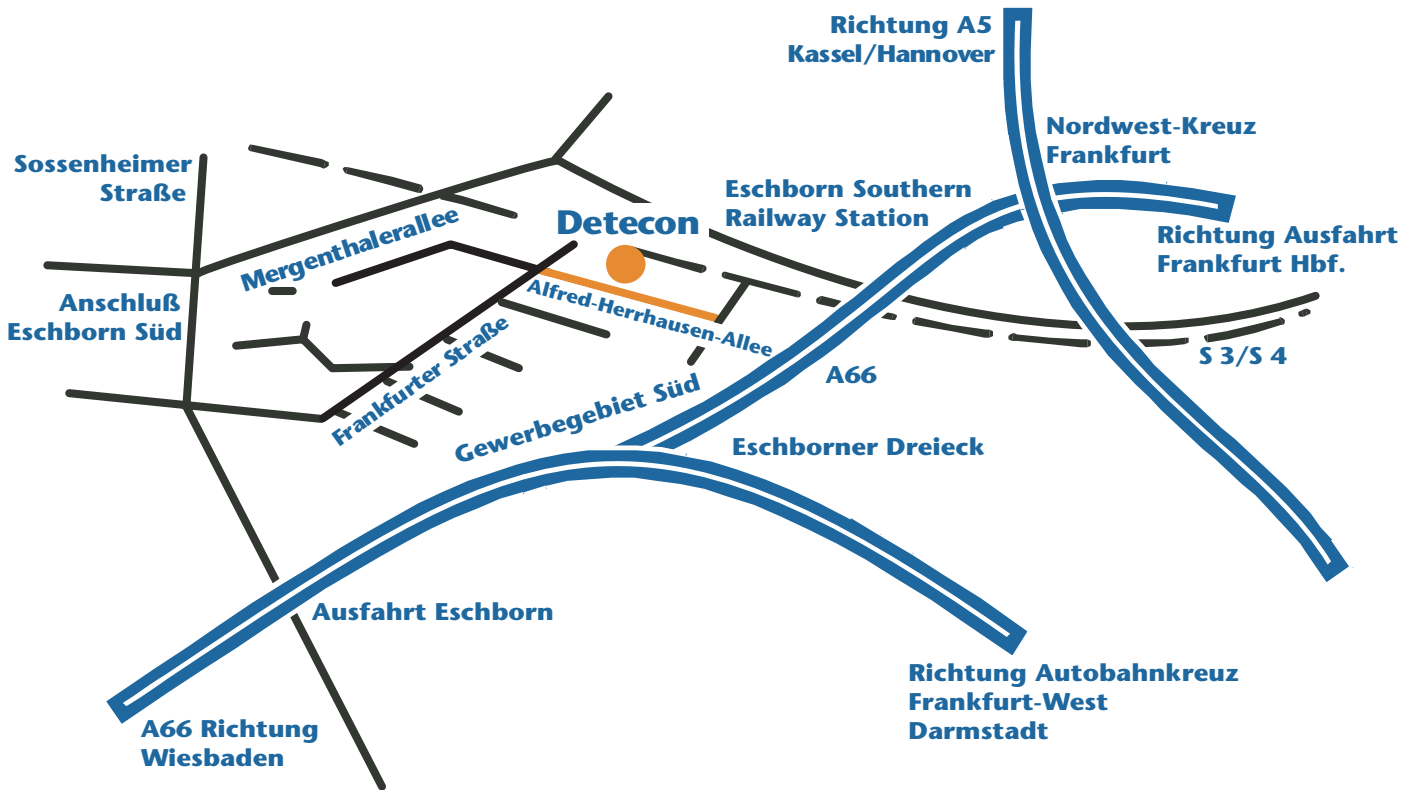 Richtung A5
Kassel/Hannover
Nordwest-Kreuz
Frankfurt
Sossenheimer
Straße
Eschborn Southern
Railway Station
Mergenthalerallee
Detecon
Richtung Ausfahrt
Frankfurt Hbf.
Anschluß
Eschborn Süd
Alfred-Herrhausen-Allee
Frankfurter Straße
S 3/S 4
A66
Gewerbegebiet Süd
Eschborner Dreieck
Ausfahrt Eschborn
Richtung Autobahnkreuz
Frankfurt-West
Darmstadt
A66 Richtung
Wiesbaden